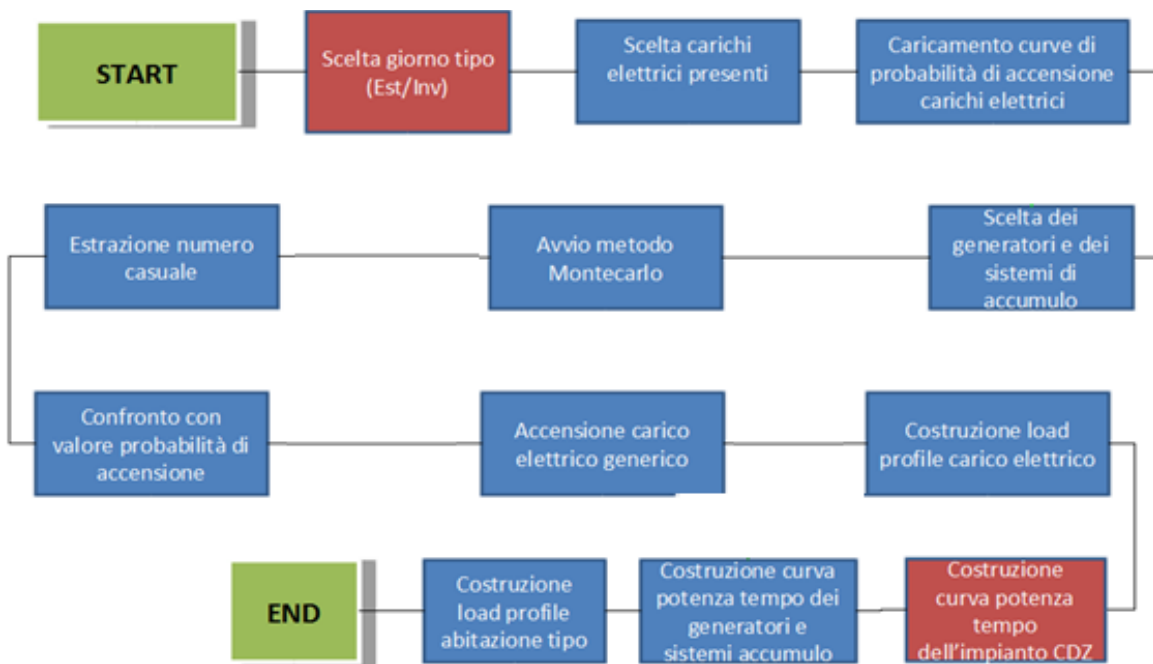 START
Scelta giorno tipo
(Est/Inv)
Scelta carichi
elettrici presenti
Caricamento curve di
probabilità di accensione
carichi elettrici
Estrazione numero
casuale
Avvio metodo
Montecarlo
Scelta dei
generatori e dei
sistemi di
accumulo
Confronto con
valore probabilità di
accensione
Accensione carico
elettrico generico
Costruzione load
profile carico elettrico
END
Costruzione
load profile
abitazione tipo
Costruzione curva
potenza tempo dei
generatori e
sistemi accumulo
Costruzione
curva potenza
tempo
dell'impianto CDZ